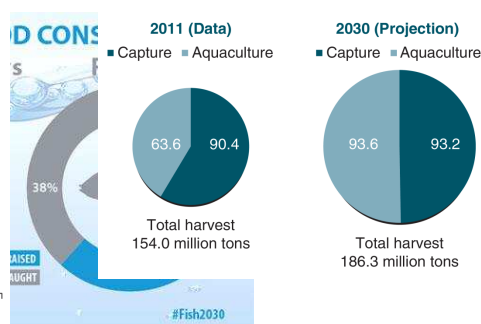 D CONS
S
F
38%
AISED
AUGHT
n
#Fish2030
2011 (Data)
Capture Aquaculture
63.6 90.4
Total harvest
154.0 million tons
2030 (Projection)
Capture Aquaculture
93.6 93.2
Total harvest
186.3 million tons